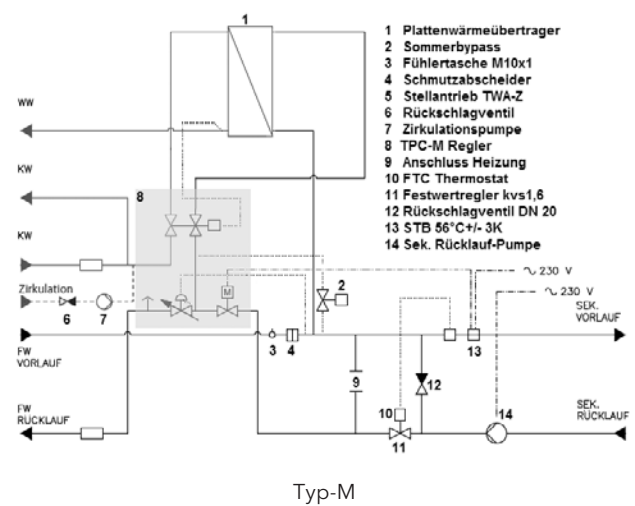 1
1 Plattenwärmeübertrager
2 Sommerbypass
3 Fühlertasche M10x1
4 Schmutzabscheider
5 Stellantrieb TWA-Z
6 Rückschlagventil
7 Zirkulationspumpe
8 TPC-M Regler
9 Anschluss Heizung
10 FTC Thermostat
11 Festwertregler kvs1,6
12 Rückschlagventil DN 20
13 STB 56°C+/- 3K
14 Sek. Rücklauf-Pumpe
WW
KW
8
KW
230 V
Zirkulation
M
2
230 V
6
7
SEK.
VORLAUF
FW
VORLAUF
3
4
13
9
12
10
14
FW
RÜCKLAUF
SEK.
RÜCKLAUF
11
Typ-M